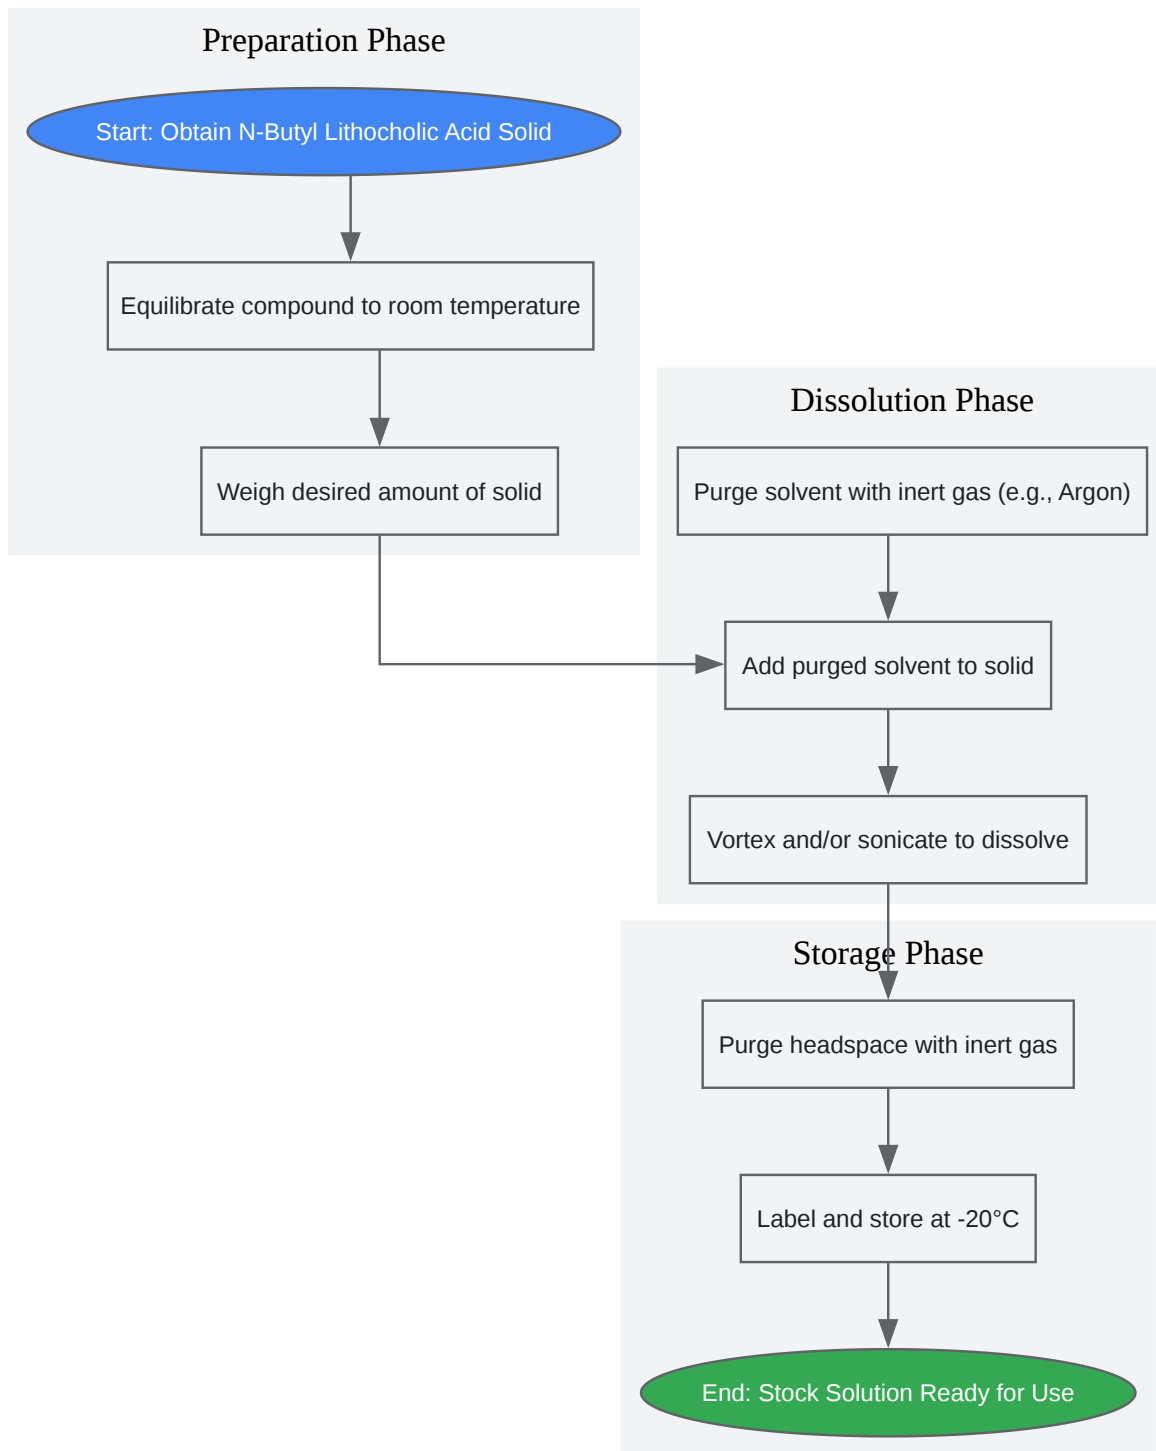 Preparation Phase
Start: Obtain N-Butyl Lithocholic Acid Solid
Equilibrate compound to room temperature
Weigh desired amount of solid
Dissolution Phase
Purge solvent with inert gas (e.g., Argon)
Add purged solvent to solid
Vortex and/or sonicate to dissolve
Storage Phase
Purge headspace with inert gas
Label and store at -20°C
End: Stock Solution Ready for Use